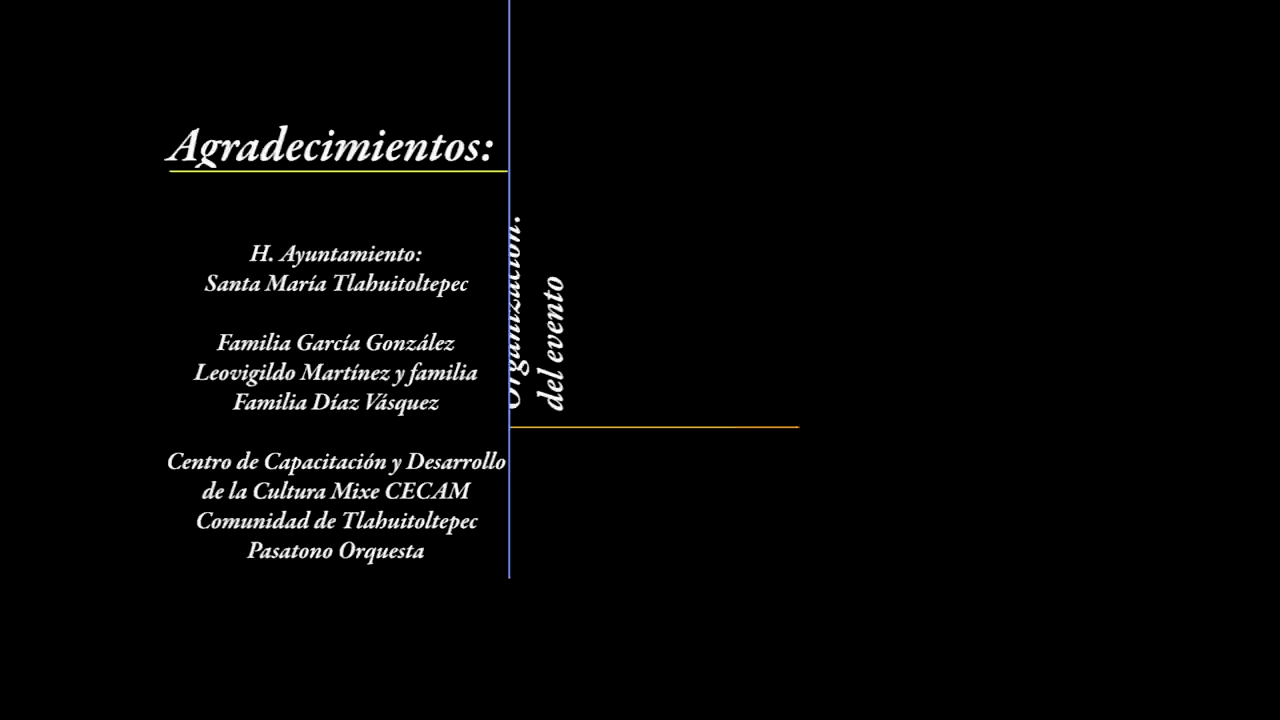 Agradecimientos:
H. Ayuntamiento:
Santa María Tlahuitoltepec
Familia García González
Leovigildo Martínez y familia
Familia Díaz Vásquez
Centro de Capacitación y Desarrollo
de la Cultura Mixe CECAM
Comunidad de Tlahuitoltepec
Pasatono Orquesta
Organización:
del evento